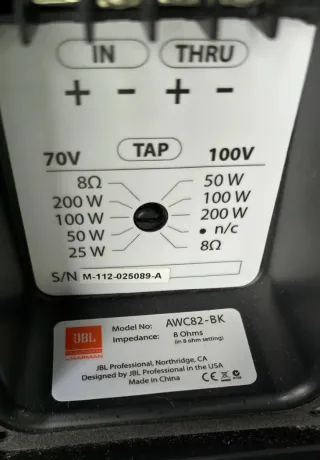 IN THRU
+ - + -
70V TAP 100V
8Ω 50 W
200 W 100 W
100 W 200 W
50 W • n/c
25 W 8Ω
S/N M-112-025089-A
JBL Model No: AWC82-BK
HARMAN Impedance: 8 Ohms
(in 8 ohm setting)
JBL Professional, Northridge, CA
Designed by JBL Professional in the USA
Made in China CE